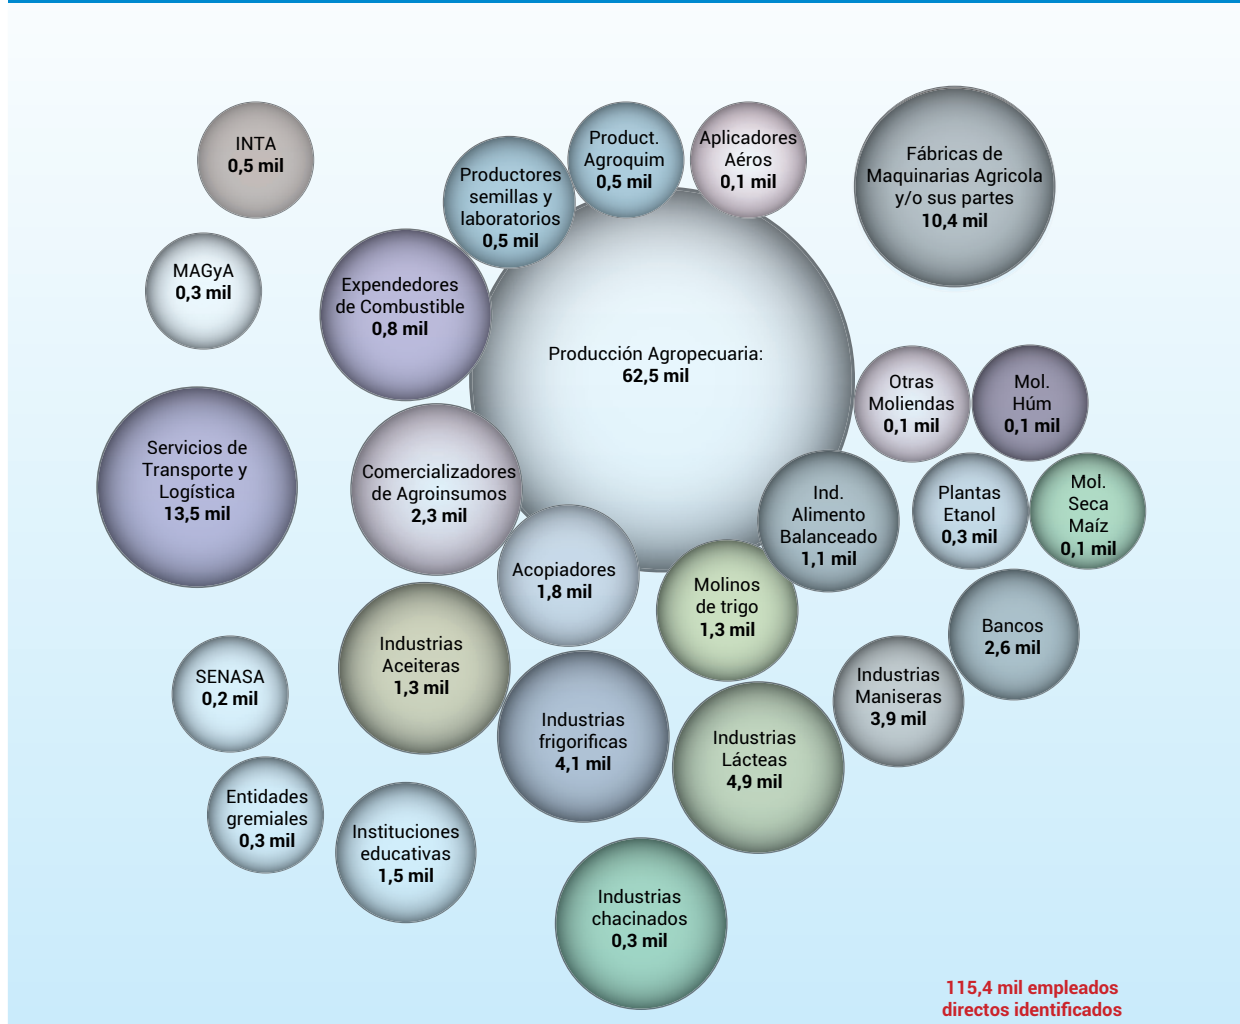 INTA
0,5 mil
Product.
Agroquim
0,5 mil
Aplicadores
Aéros
0,1 mil
Productores
semillas y
laboratorios
0,5 mil
Fábricas de
Maquinarias Agricola
y/o sus partes
10,4 mil
MAGyA
0,3 mil
Expendedores
de Combustible
0,8 mil
Producción Agropecuaria:
62,5 mil
Otras
Moliendas
0,1 mil
Mol.
Húm
0,1 mil
Servicios de
Transporte y
Logística
13,5 mil
Comercializadores
de Agroinsumos
2,3 mil
Ind.
Alimento
Balanceado
1,1 mil
Plantas
Etanol
0,3 mil
Mol.
Seca
Maíz
0,1 mil
Acopiadores
1,8 mil
Molinos
de trigo
1,3 mil
Bancos
2,6 mil
Industrias
Aceiteras
1,3 mil
SENASA
0,2 mil
Industrias
Maniseras
3,9 mil
Industrias
frigorificas
4,1 mil
Industrias
Lácteas
4,9 mil
Entidades
gremiales
0,3 mil
Instituciones
educativas
1,5 mil
Industrias
chacinados
0,3 mil
115,4 mil empleados
directos identificados